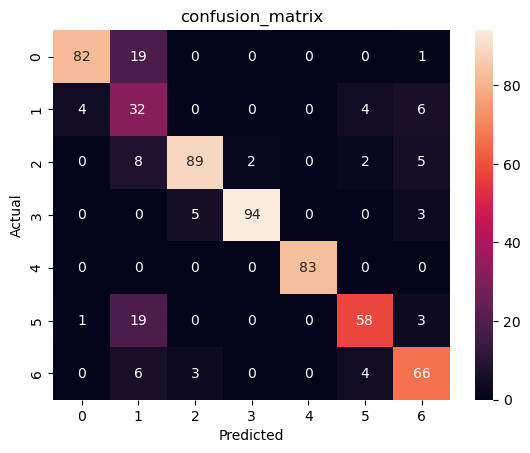 confusion_matrix
0 82 19 0 0 0 0 1
1 4 32 0 0 0 4 6
2 0 8 89 2 0 2 5
3 0 0 5 94 0 0 3
4 0 0 0 0 83 0 0
5 1 19 0 0 0 58 3
6 0 6 3 0 0 4 66
0 1 2 3 4 5 6
Actual
Predicted
80
60
40
20
0